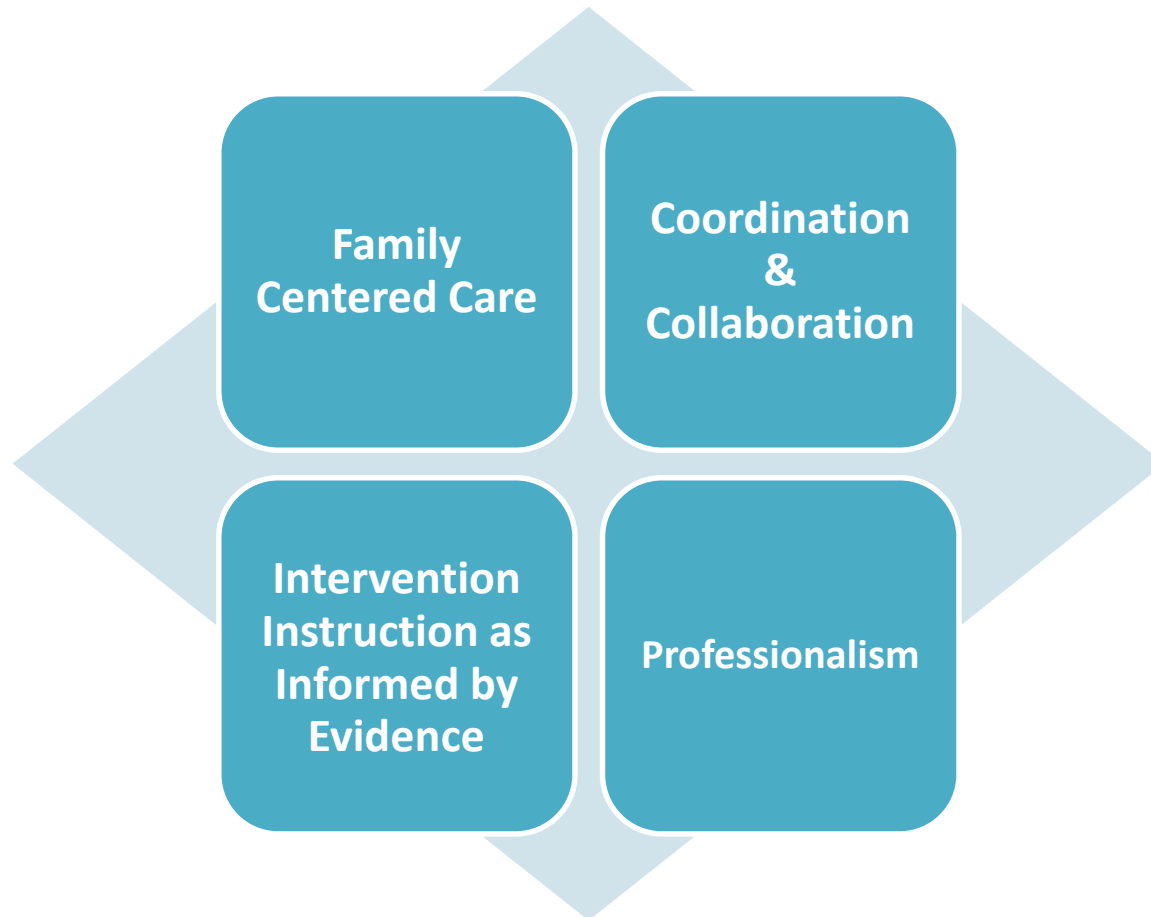 Family
Centered Care
Coordination
&
Collaboration
Intervention
Instruction as
Informed by
Evidence
Professionalism